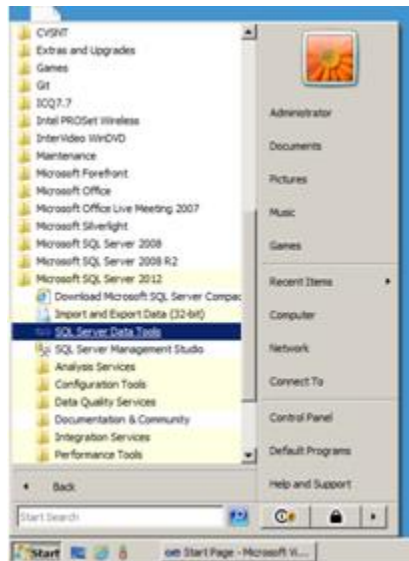 CVSNT
Extras and Upgrades
Games
Git
ICQ7.7
Intel PROSet Wireless
InterVideo WinDVD
Maintenance
Microsoft Forefront
Microsoft Office
Microsoft Office Live Meeting 2007
Microsoft Silverlight
Microsoft SQL Server 2008
Microsoft SQL Server 2008 R2
Microsoft SQL Server 2012
Download Microsoft SQL Server Compac
Import and Export Data (32-bit)
SQL Server Data Tools
SQL Server Management Studio
Analysis Services
Configuration Tools
Data Quality Services
Documentation & Community
Integration Services
Performance Tools
Back
Start Search
Administrator
Documents
Pictures
Music
Games
Recent Items
Computer
Network
Connect To
Control Panel
Default Programs
Help and Support
Start
Start Page - Microsoft Vi...